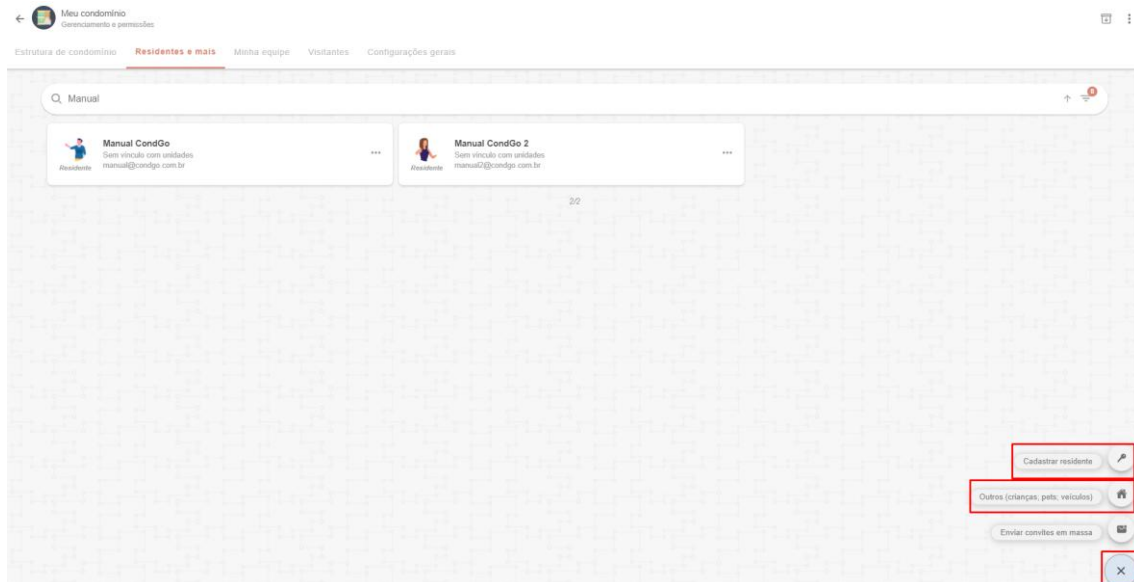 Meu condomínio
Gerenciamento e permissões
Estrutura de condomínio Residentes e mais Minha equipe Visitantes Configurações gerais
Manual
Manual CondGo
Sem vínculo com unidades
manual@condgo.com.br
Residente
Manual CondGo 2
Sem vínculo com unidades
manual2@condgo.com.br
Residente
2/2
Cadastrar residente
Outros (crianças; pets; veículos)
Enviar convites em massa